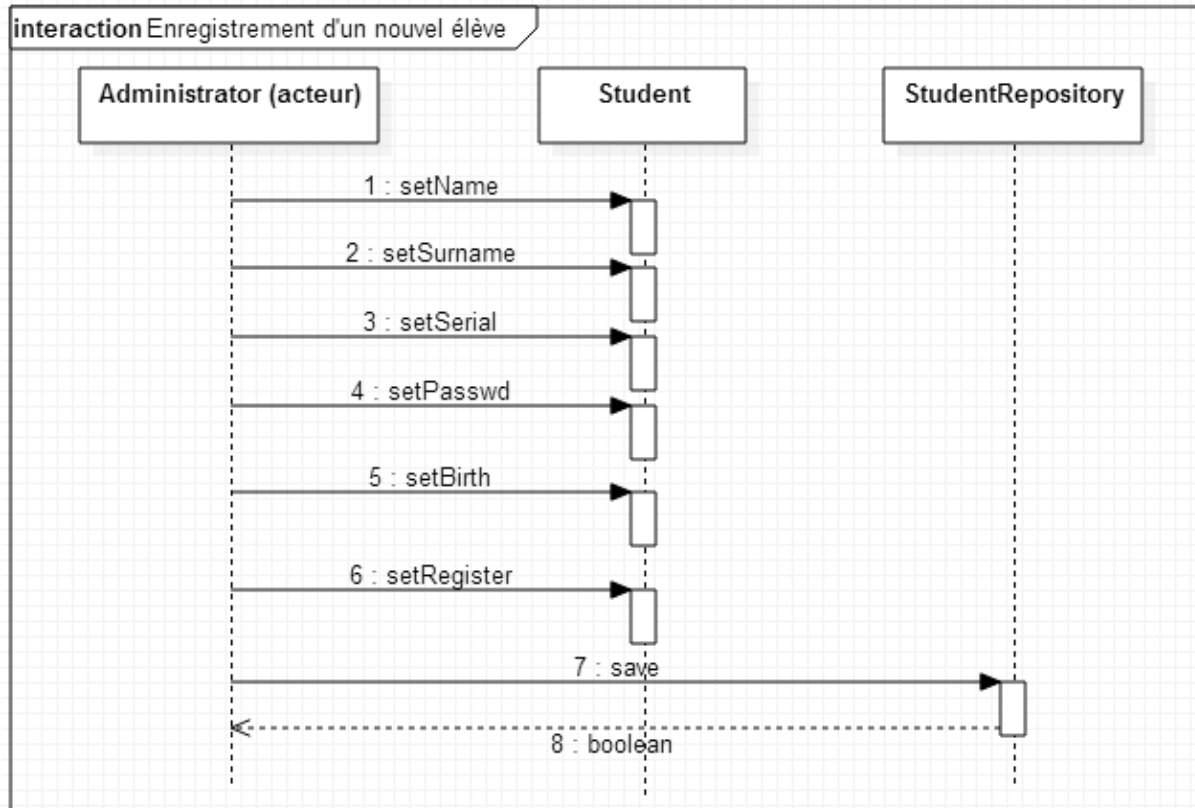 interaction Enregistrement d'un nouvel élève
Administrator (acteur)
Student
StudentRepository
1 : setName
2 : setSurname
3 : setSerial
4 : setPasswd
5 : setBirth
6 : setRegister
7 : save
8 : boolean